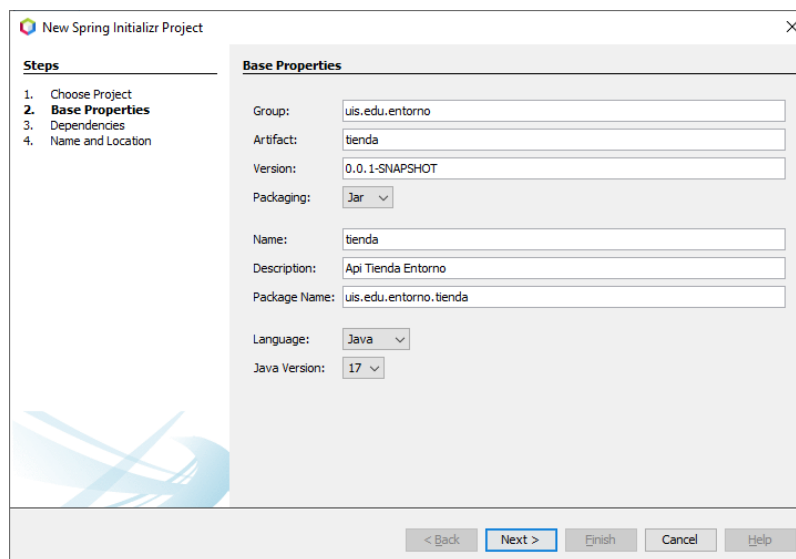 New Spring Initializr Project
Steps
1. Choose Project
2. Base Properties
3. Dependencies
4. Name and Location
Base Properties
Group: uis.edu.entorno
Artifact: tienda
Version: 0.0.1-SNAPSHOT
Packaging: Jar
Name: tienda
Description: Api Tienda Entorno
Package Name: uis.edu.entorno.tienda
Language: Java
Java Version: 17
< Back Next > Finish Cancel Help